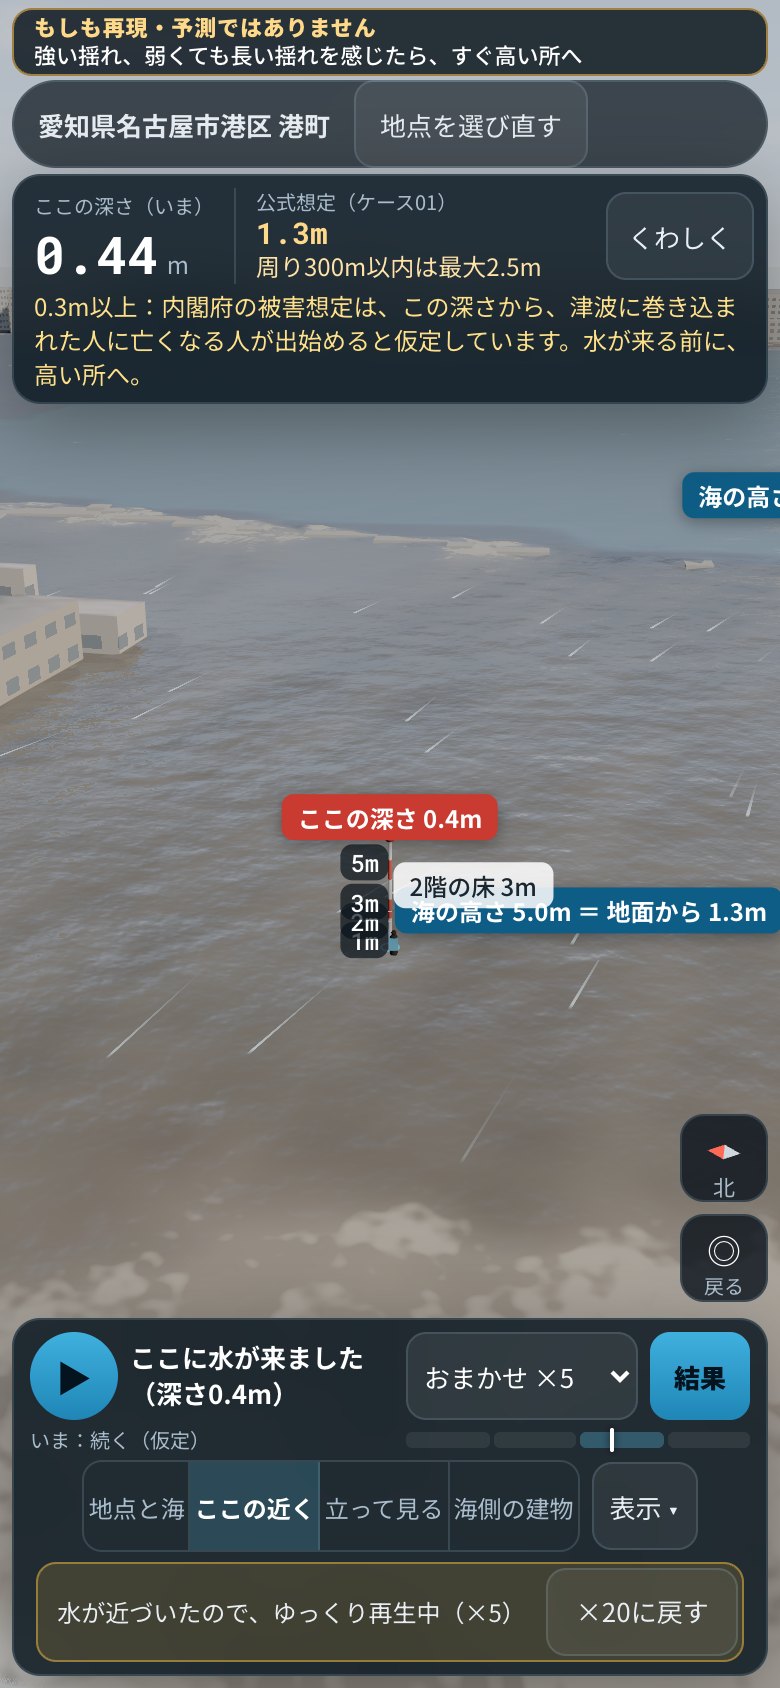 もしも再現・予測ではありません
強い揺れ、弱くても長い揺れを感じたら、すぐ高い所へ
愛知県名古屋市港区 港町
地点を選び直す
ここの深さ（いま）
0.44 m
公式想定（ケース01）
1.3m
周り300m以内は最大2.5m
くわしく
0.3m以上：内閣府の被害想定は、この深さから、津波に巻き込ま
れた人に亡くなる人が出始めると仮定しています。水が来る前に、
高い所へ。
海の高さ
ここの深さ 0.4m
5m
2階の床 3m
3m
海の高さ 5.0m ＝ 地面から 1.3m
2m
1m
北
戻る
ここに水が来ました
（深さ0.4m）
おまかせ ×5
結果
いま：続く（仮定）
地点と海
ここの近く
立って見る
海側の建物
表示 ▾
水が近づいたので、ゆっくり再生中（×5）
×20に戻す